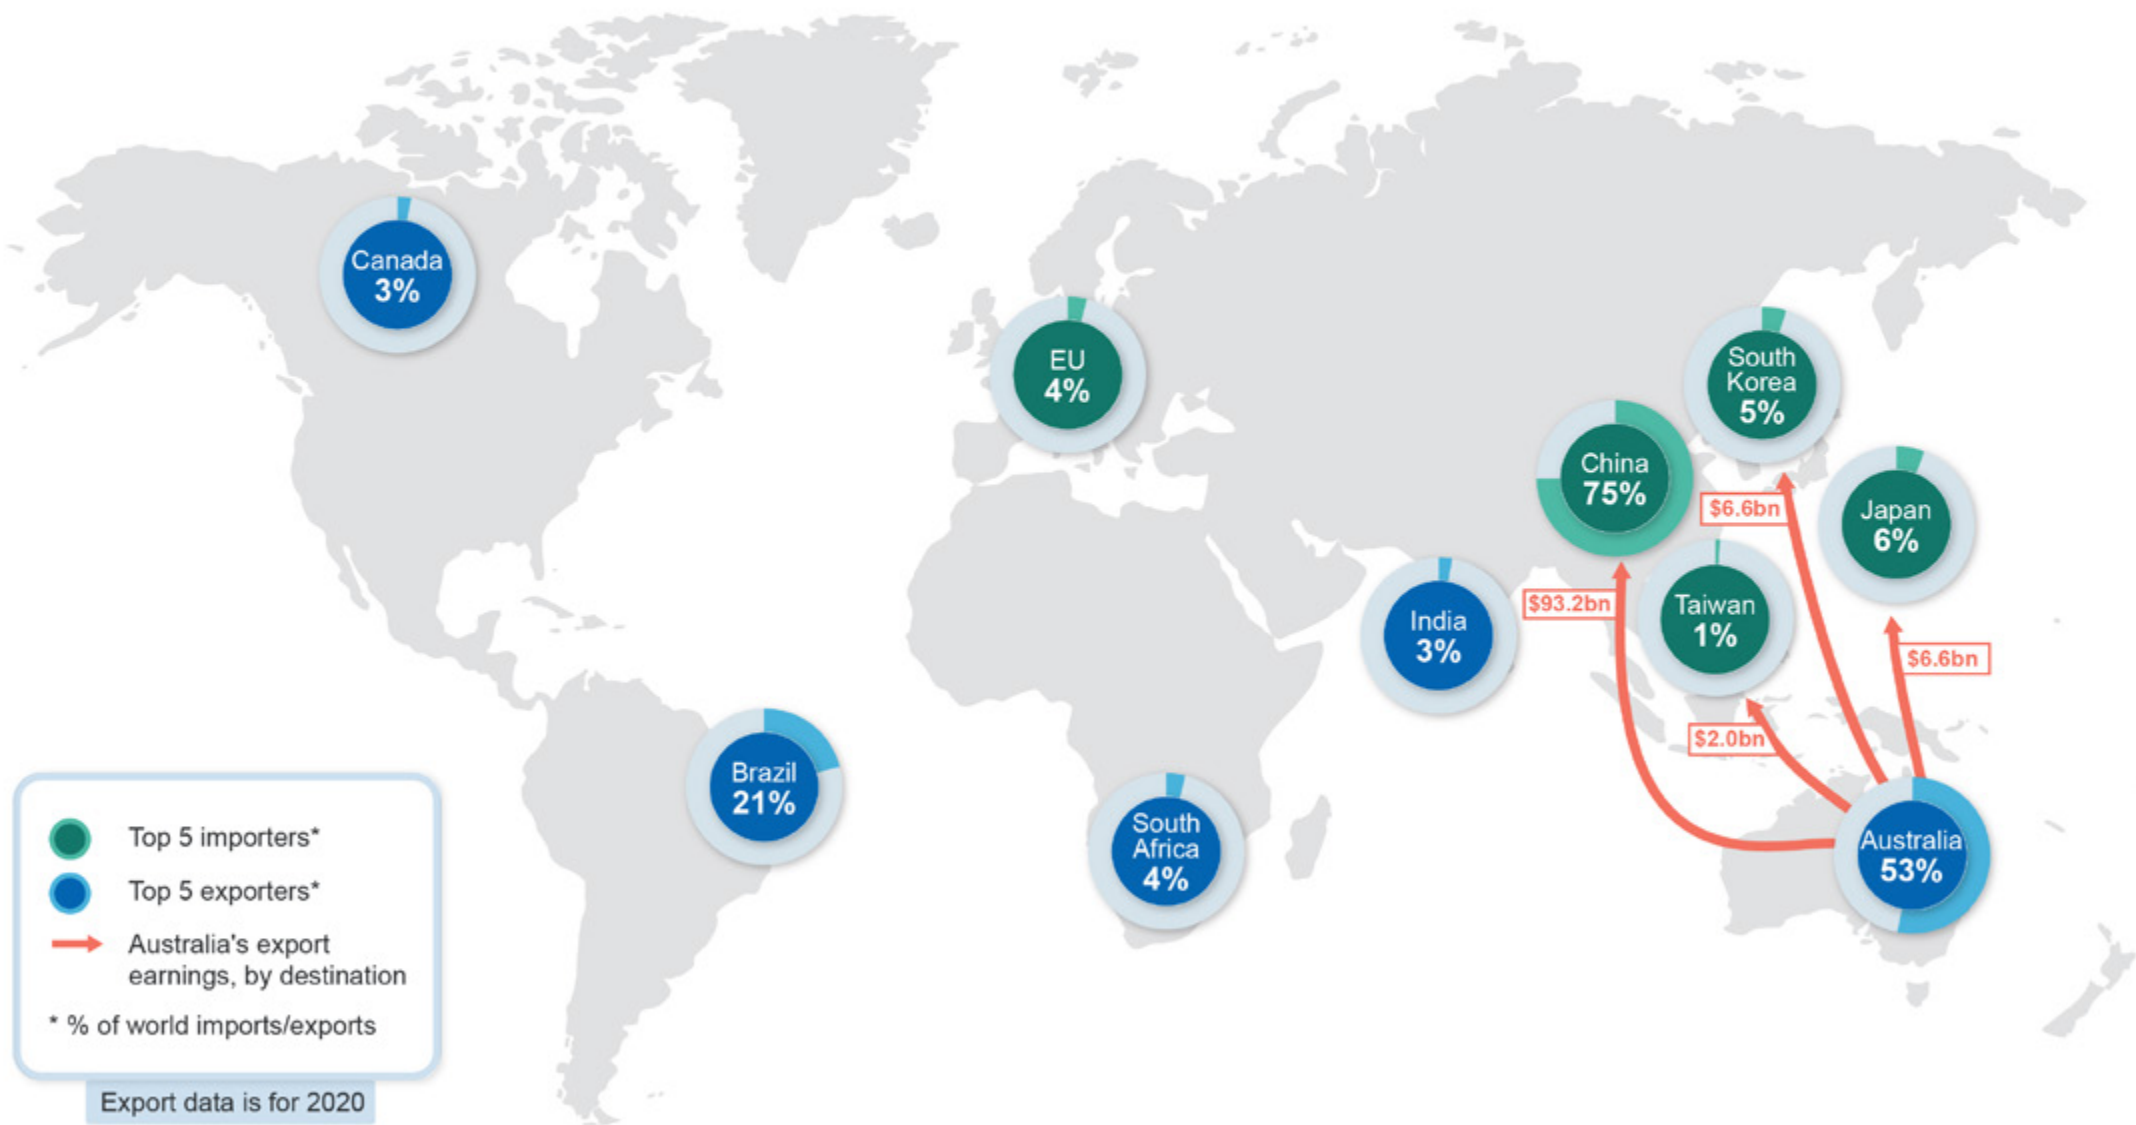 Canada
3%
EU
4%
South
Korea
5%
China
75%
$6.6bn
Japan
6%
$93.2bn
Taiwan
1%
India
3%
$6.6bn
$2.0bn
Brazil
21%
South
Africa
4%
Australia
53%
Top 5 importers*
Top 5 exporters*
Australia's export
earnings, by destination
* % of world imports/exports
Export data is for 2020